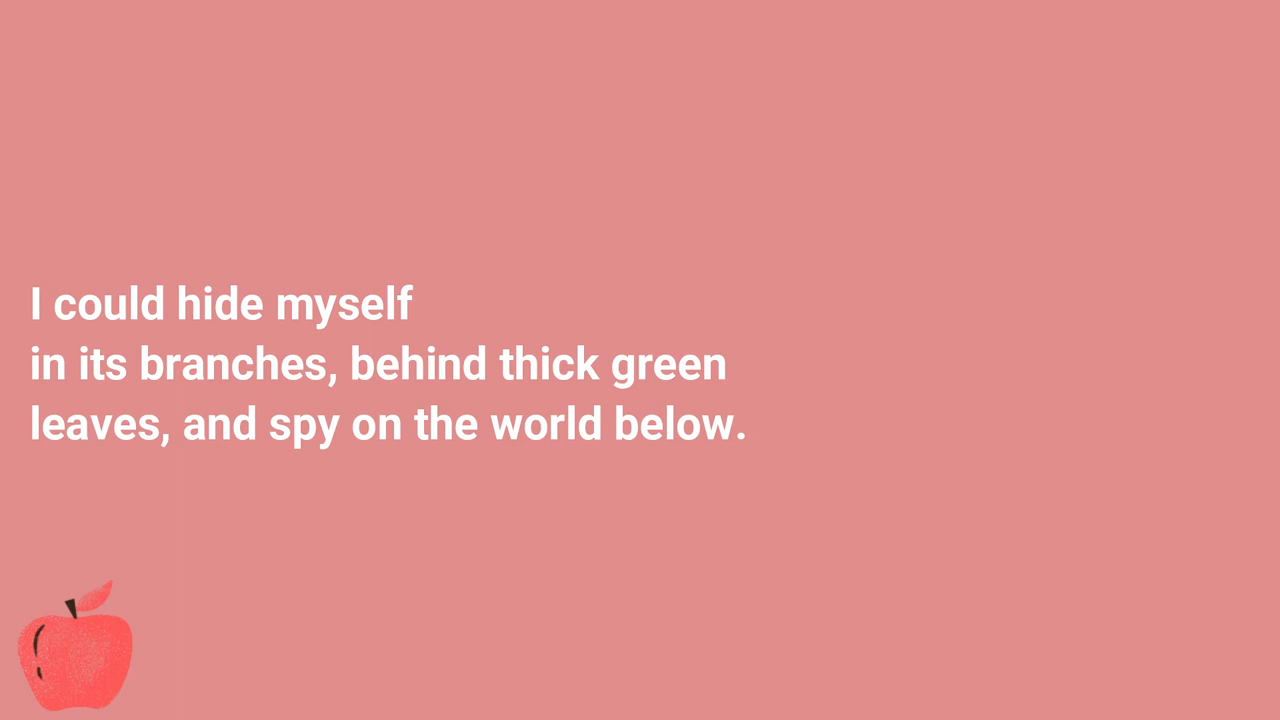 I could hide myself
in its branches, behind thick green
leaves, and spy on the world below.